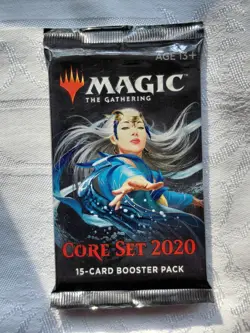 AGE 13+
MAGIC
THE GATHERING
CORE SET 2020
15-CARD BOOSTER PACK